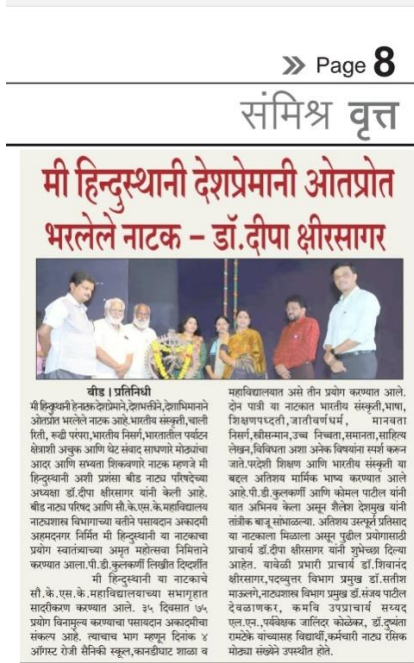 Page 8
संमिश्र वृत्त
मी हिन्दुस्थानी देशप्रेमानी ओतप्रोत
भरलेले नाटक – डॉ.दीपा क्षीरसागर
बीड । प्रतिनिधी
मी हिन्दुस्थानी हेनाटक देशप्रेमाने,देशभक्तीने,देशाभिमानाने
ओतप्रोत भरलेले नाटक आहे.भारतीय संस्कृती,चाली
रिती, रूढी परंपरा,भारतीय निसर्ग,भारतातील पर्यटन
क्षेत्राशी अचुक आणि थेट संवाद साधणारे मोठ्यांचा
आदर आणि सभ्यता शिकवणारे नाटक म्हणजे मी
हिन्दुस्थानी अशी प्रशंसा बीड नाट्य परिषदेच्या
अध्यक्षा डॉ.दीपा क्षीरसागर यांनी केली आहे.
बीड नाट्य परिषद आणि सौ.के.एस.के.महाविद्यालय
नाट्यशास्त्र विभागाच्या वतीने पसायदान अकादमी
अहमदनगर निर्मित मी हिन्दुस्थानी या नाटकाचा
प्रयोग स्वातंत्र्याच्या अमृत महोत्सवा निमित्ताने
करण्यात आला.पी.डी.कुलकर्णी लिखीत दिग्दर्शीत
मी हिन्दुस्थानी या नाटकाचे
सौ.के.एस.के.महाविद्यालयाच्या सभागृहात
सादरीकरण करण्यात आले. ३५ दिवसात ७५
प्रयोग विनामुल्य करण्याचा पसायदान अकादमीचा
संकल्प आहे. त्याचाच भाग म्हणून दिनांक ४
ऑगस्ट रोजी सैनिकी स्कूल,कानडीघाट शाळा व
महाविद्यालयात असे तीन प्रयोग करण्यात आले.
दोन पात्री या नाटकात भारतीय संस्कृती,भाषा,
शिक्षणपध्दती,जातीवर्णधर्म, मानवता
निसर्ग,स्त्रीसन्मान,उच्च निच्चता,समानता,साहित्य
लेखन,विविधता अशा अनेक विषयांना स्पर्श करून
जाते.परदेशी शिक्षण आणि भारतीय संस्कृती या
बद्दल अतिशय मार्मिक भाष्य करण्यात आले
आहे.पी.डी.कुलकर्णी आणि कोमल पाटील यांनी
यात अभिनय केला असून शैलेश देशमुख यांनी
तांत्रीक बाजू सांभाळल्या. अतिशय उत्स्फूर्त प्रतिसाद
या नाटकाला मिळाला असून पुढील प्रयोगासाठी
प्राचार्य डॉ.दीपा क्षीरसागर यांनी शुभेच्छा दिल्या
आहेत. यावेळी प्रभारी प्राचार्य डॉ.शिवानंद
क्षीरसागर,पदव्युत्तर विभाग प्रमुख डॉ.सतीश
माऊलगे,नाट्यशास्त्र विभाग प्रमुख डॉ.संजय पाटील
देवळाणकर, कमवि उपप्राचार्य सय्यद
एल.एन.,पर्यवेक्षक जालिंदर कोळेकर, डॉ.दुष्यंता
रामटेके यांच्यासह विद्यार्थी,कर्मचारी नाट्य रसिक
मोठ्या संख्येने उपस्थीत होते.